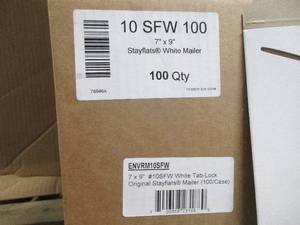 10 SFW 100
7" x 9"
Stayflats® White Mailer
100 Qty
ENVRM10SFW
7 x 9" #10SFW White Tab-Lock
Original Stayflats® Mailer (100/Case)